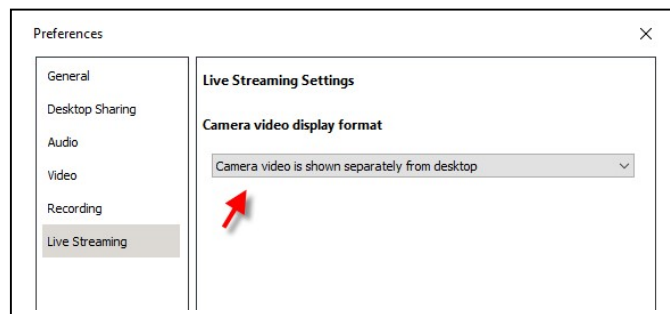 Preferences
General
Desktop Sharing
Audio
Video
Recording
Live Streaming
Live Streaming Settings
Camera video display format
Camera video is shown separately from desktop